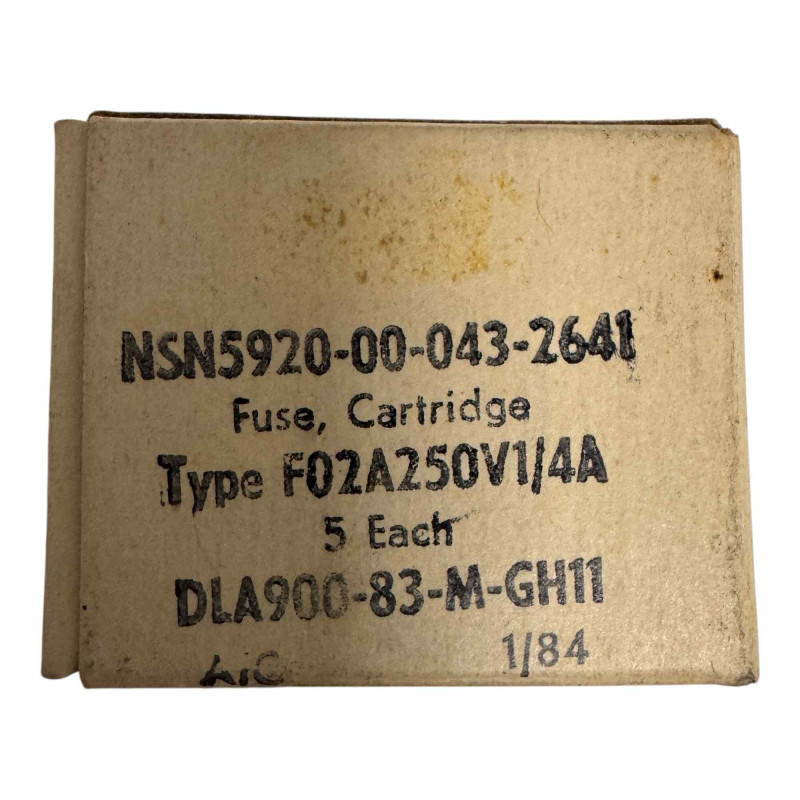 NSN5920-00-043-2641
Fuse, Cartridge
Type F02A250V1/4A
5 Each
DLA900-83-M-GH11
1/84